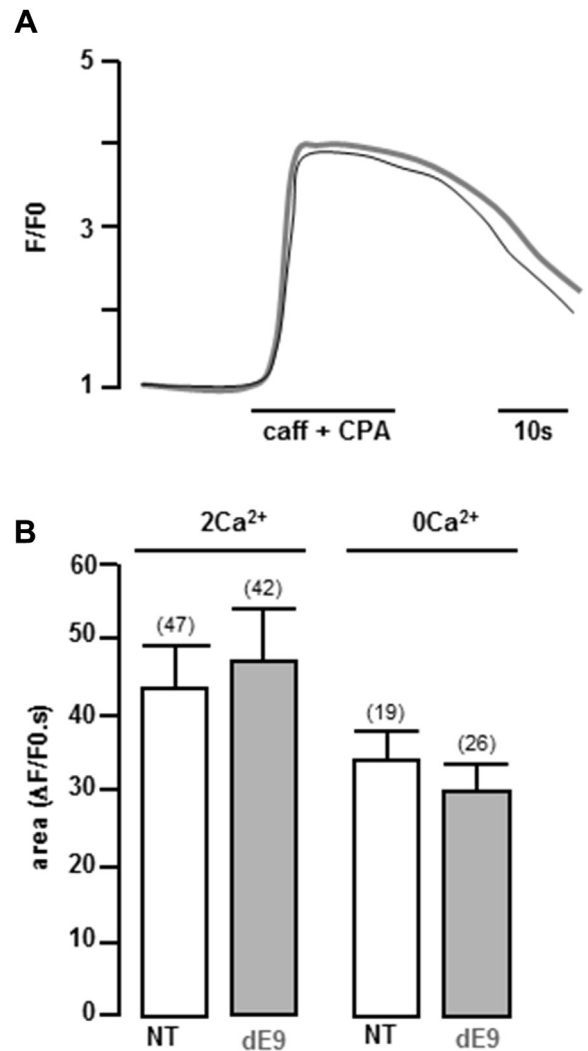 A
5
3
1
F/F0
caff + CPA
10s
B
2Ca²⁺
0Ca²⁺
60
50
40
30
20
10
0
area (ΔF/F0.s)
(47)
(42)
(19)
(26)
NT
dE9
NT
dE9